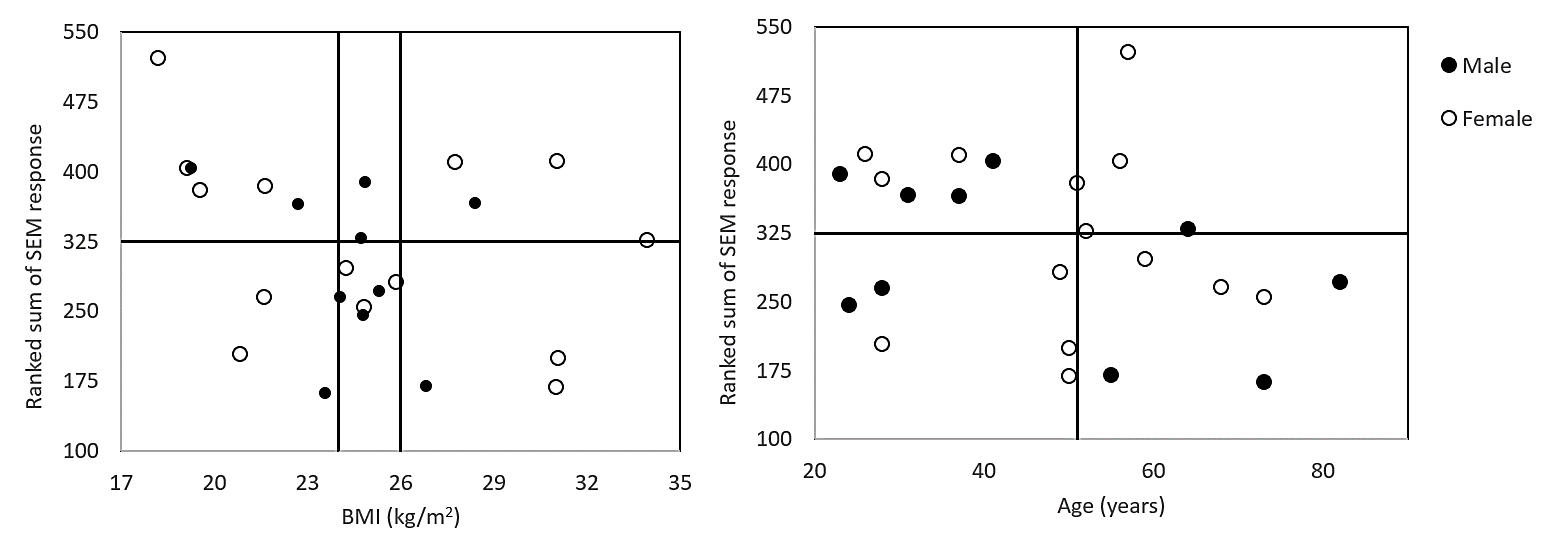 550
475
400
325
250
175
100
17 20 23 26 29 32 35
BMI (kg/m²)
Ranked sum of SEM response
550
475
400
325
250
175
100
20 40 60 80
Age (years)
Ranked sum of SEM response
Male
Female